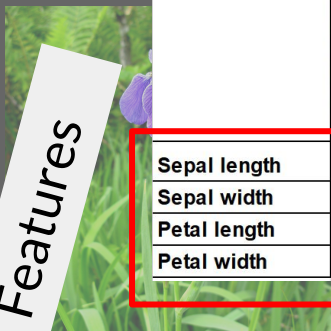 Features
Sepal length
Sepal width
Petal length
Petal width